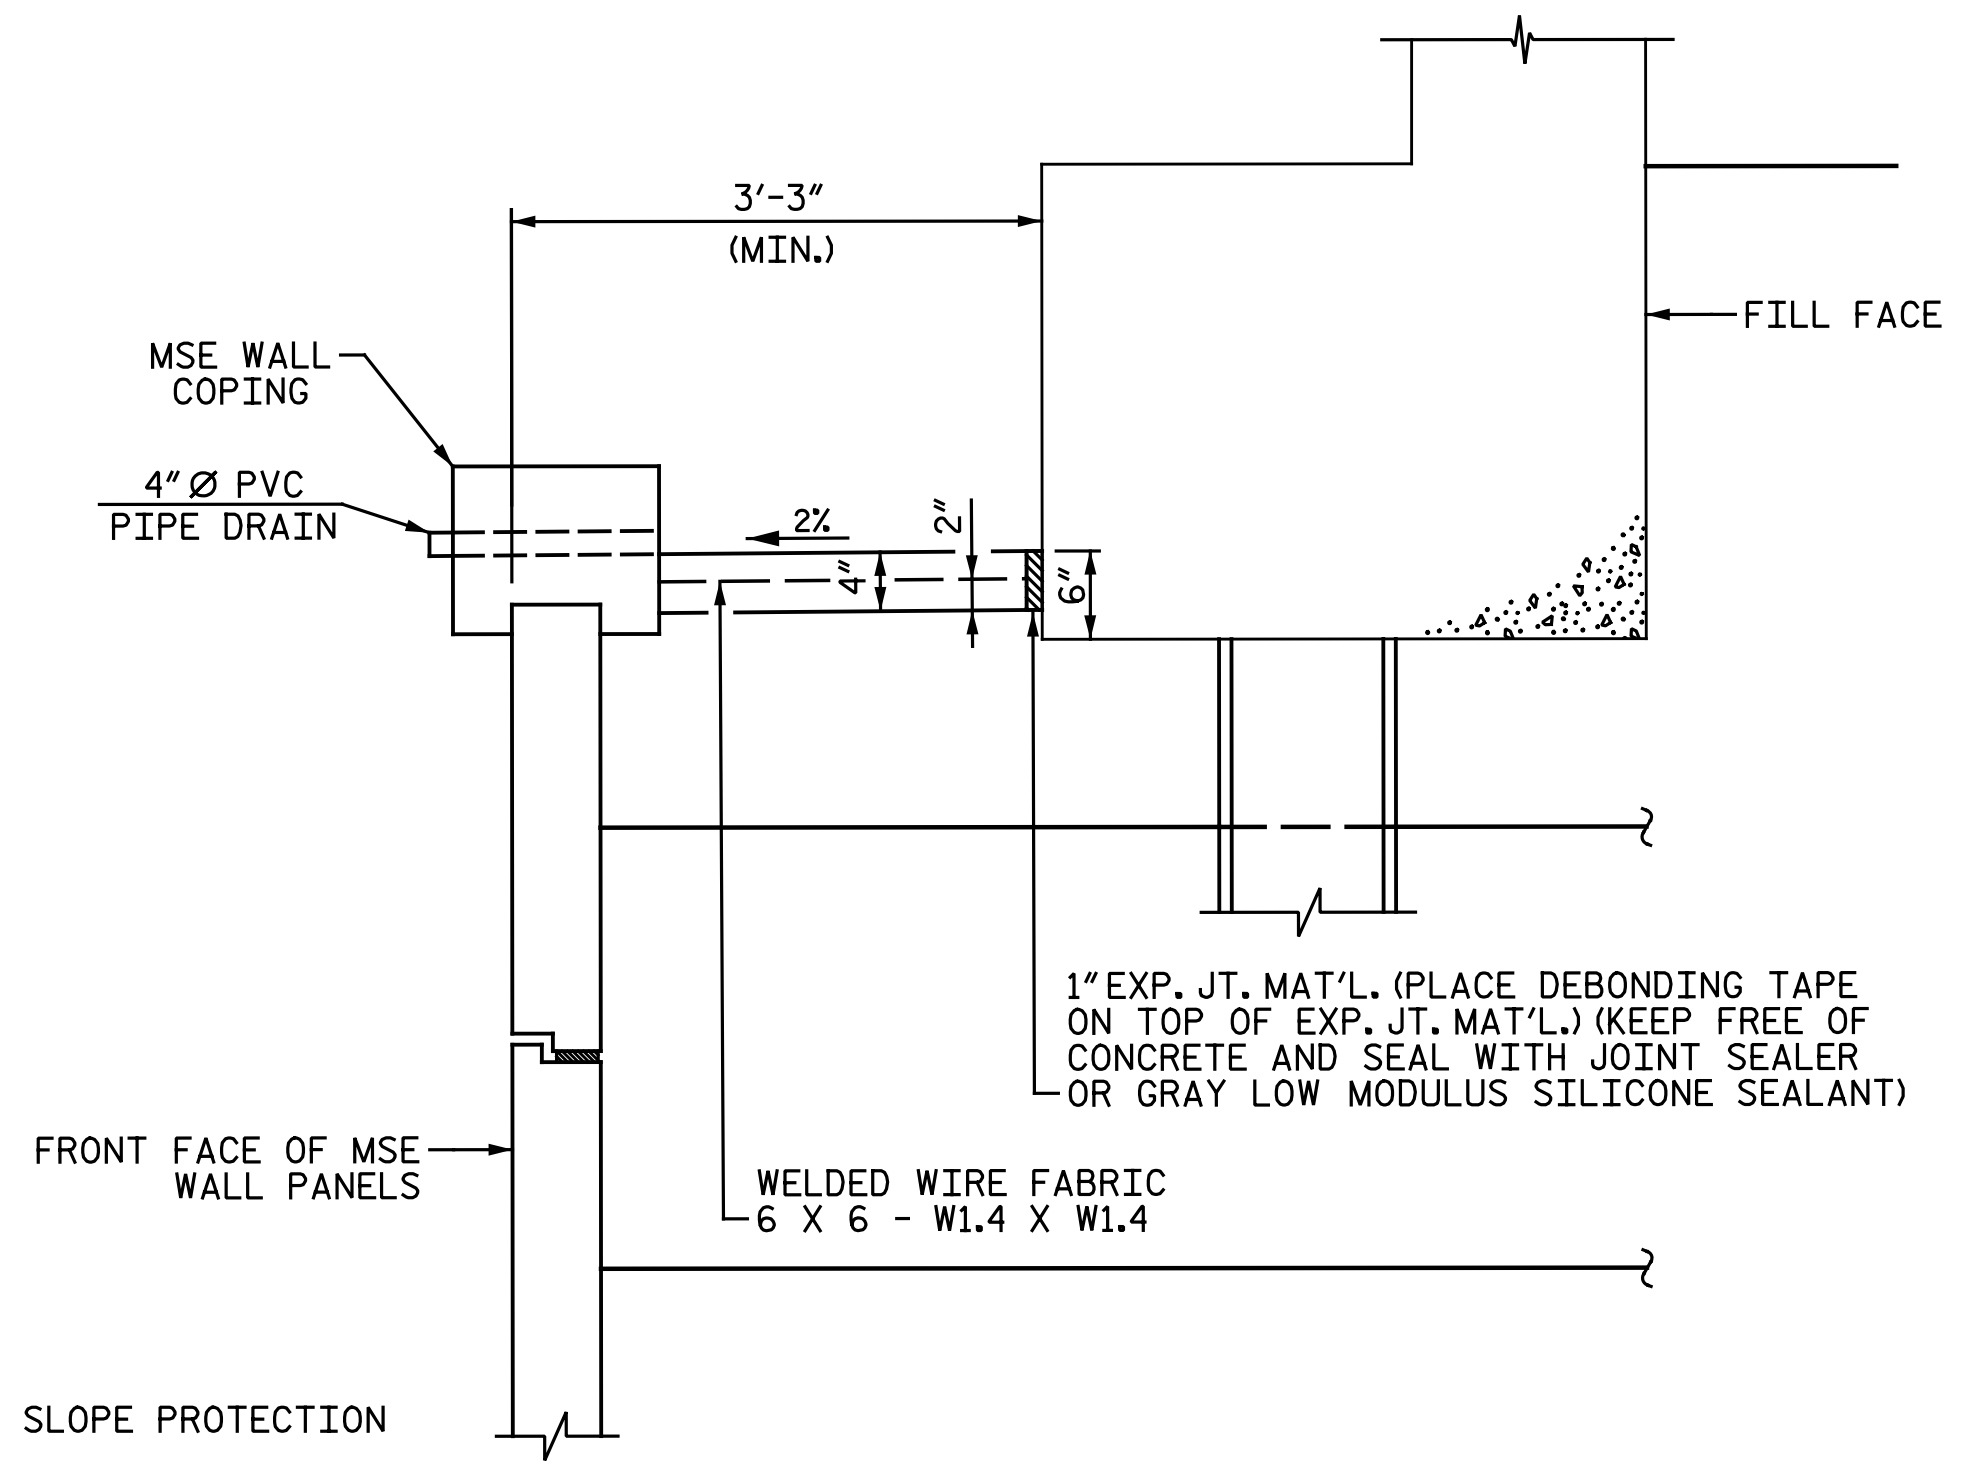 3'-3"
(MIN.)
FILL FACE
MSE WALL
COPING
4"Ø PVC
PIPE DRAIN
2%
2"
4"
6"
1"EXP. JT. MAT'L. (PLACE DEBONDING TAPE
ON TOP OF EXP. JT. MAT'L.) (KEEP FREE OF
CONCRETE AND SEAL WITH JOINT SEALER
OR GRAY LOW MODULUS SILICONE SEALANT)
FRONT FACE OF MSE
WALL PANELS
WELDED WIRE FABRIC
6 X 6 - W1.4 X W1.4
SLOPE PROTECTION